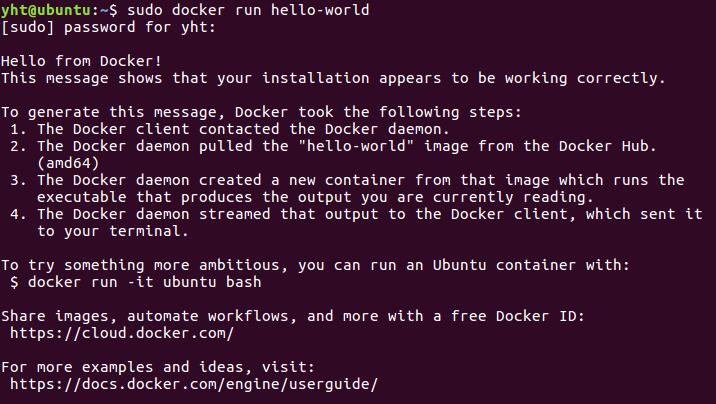 yht@ubuntu:~$ sudo docker run hello-world
[sudo] password for yht:
Hello from Docker!
This message shows that your installation appears to be working correctly.
To generate this message, Docker took the following steps:
1. The Docker client contacted the Docker daemon.
2. The Docker daemon pulled the "hello-world" image from the Docker Hub.
(amd64)
3. The Docker daemon created a new container from that image which runs the
executable that produces the output you are currently reading.
4. The Docker daemon streamed that output to the Docker client, which sent it
to your terminal.
To try something more ambitious, you can run an Ubuntu container with:
$ docker run -it ubuntu bash
Share images, automate workflows, and more with a free Docker ID:
https://cloud.docker.com/
For more examples and ideas, visit:
https://docs.docker.com/engine/userguide/